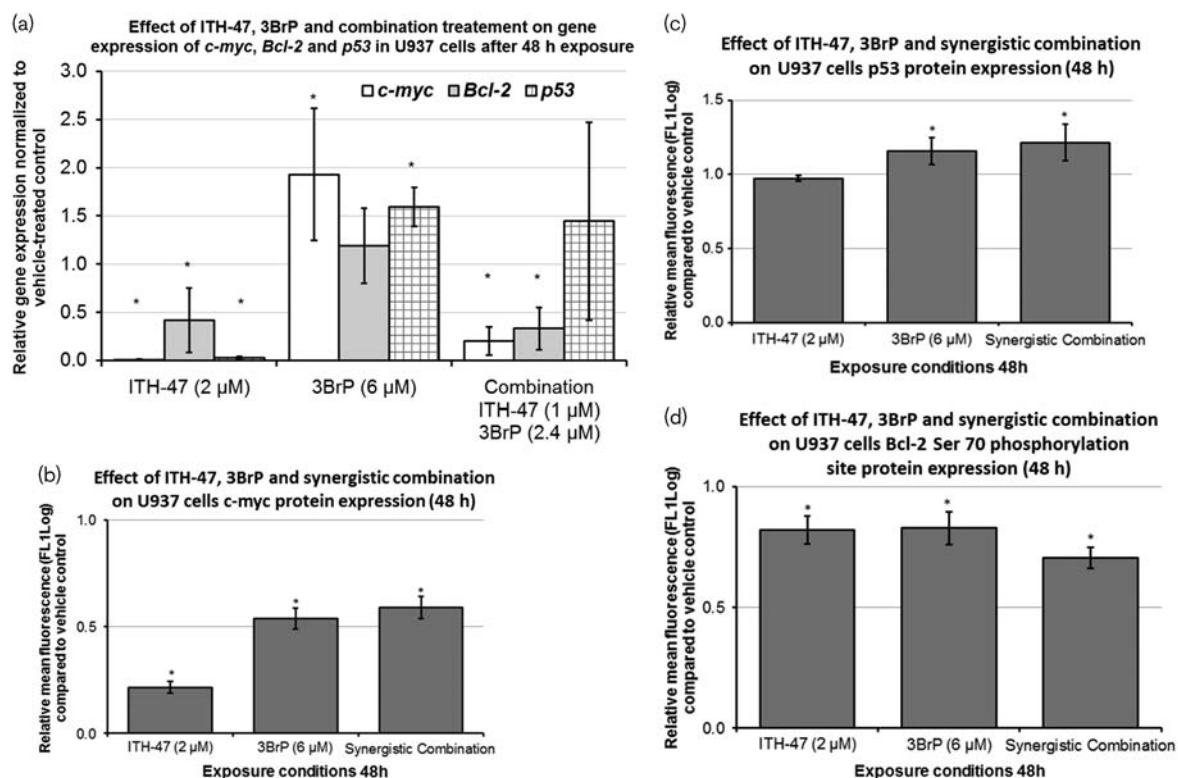 (a)
Effect of ITH-47, 3BrP and combination treatement on gene
expression of c-myc, Bcl-2 and p53 in U937 cells after 48 h exposure
Relative gene expression normalized to
vehicle-treated control
3.0
2.5
2.0
1.5
1.0
0.5
0.0
c-myc Bcl-2 p53
*
*
*
*
*
*
*
ITH-47 (2 µM)
3BrP (6 µM)
Combination
ITH-47 (1 µM)
3BrP (2.4 µM)
(b)
Effect of ITH-47, 3BrP and synergistic combination
on U937 cells c-myc protein expression (48 h)
Relative mean fluorescence (FL1Log)
compared to vehicle control
1.0
0.5
0.0
*
*
*
ITH-47 (2 µM)
3BrP (6 µM)
Synergistic Combination
Exposure conditions 48h
(c)
Effect of ITH-47, 3BrP and synergistic combination
on U937 cells p53 protein expression (48 h)
Relative mean fluorescence (FL1Log)
compared to vehicle control
1.5
1.0
0.5
0.0
*
*
ITH-47 (2 µM)
3BrP (6 µM)
Synergistic Combination
Exposure conditions 48h
(d)
Effect of ITH-47, 3BrP and synergistic combination
on U937 cells Bcl-2 Ser 70 phosphorylation
site protein expression (48 h)
Relative mean fluorescence (FL1Log)
compared to vehicle control
1.0
0.5
0.0
*
*
*
ITH-47 (2 µM)
3BrP (6 µM)
Synergistic Combination
Exposure conditions 48h